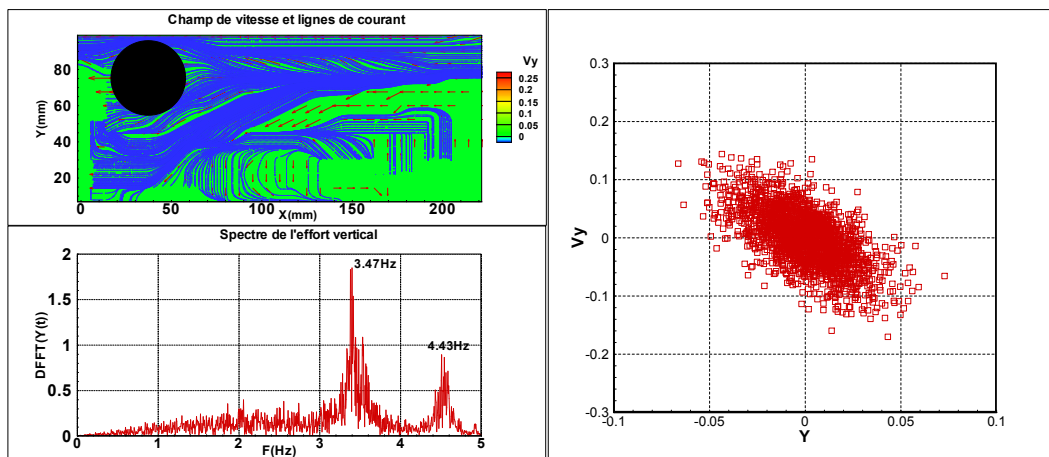 Champ de vitesse et lignes de courant
Vy
0.25
0.2
0.15
0.1
0.05
0
Y(mm)
80
60
40
20
0 50 100 150 200
X(mm)
Spectre de l'effort vertical
3.47Hz
4.43Hz
DFFT(Y(t))
2
1.5
1
0.5
0
0 1 2 3 4 5
F(Hz)
Vy
0.3
0.2
0.1
0
-0.1
-0.2
-0.3
-0.1 -0.05 0 0.05 0.1
Y